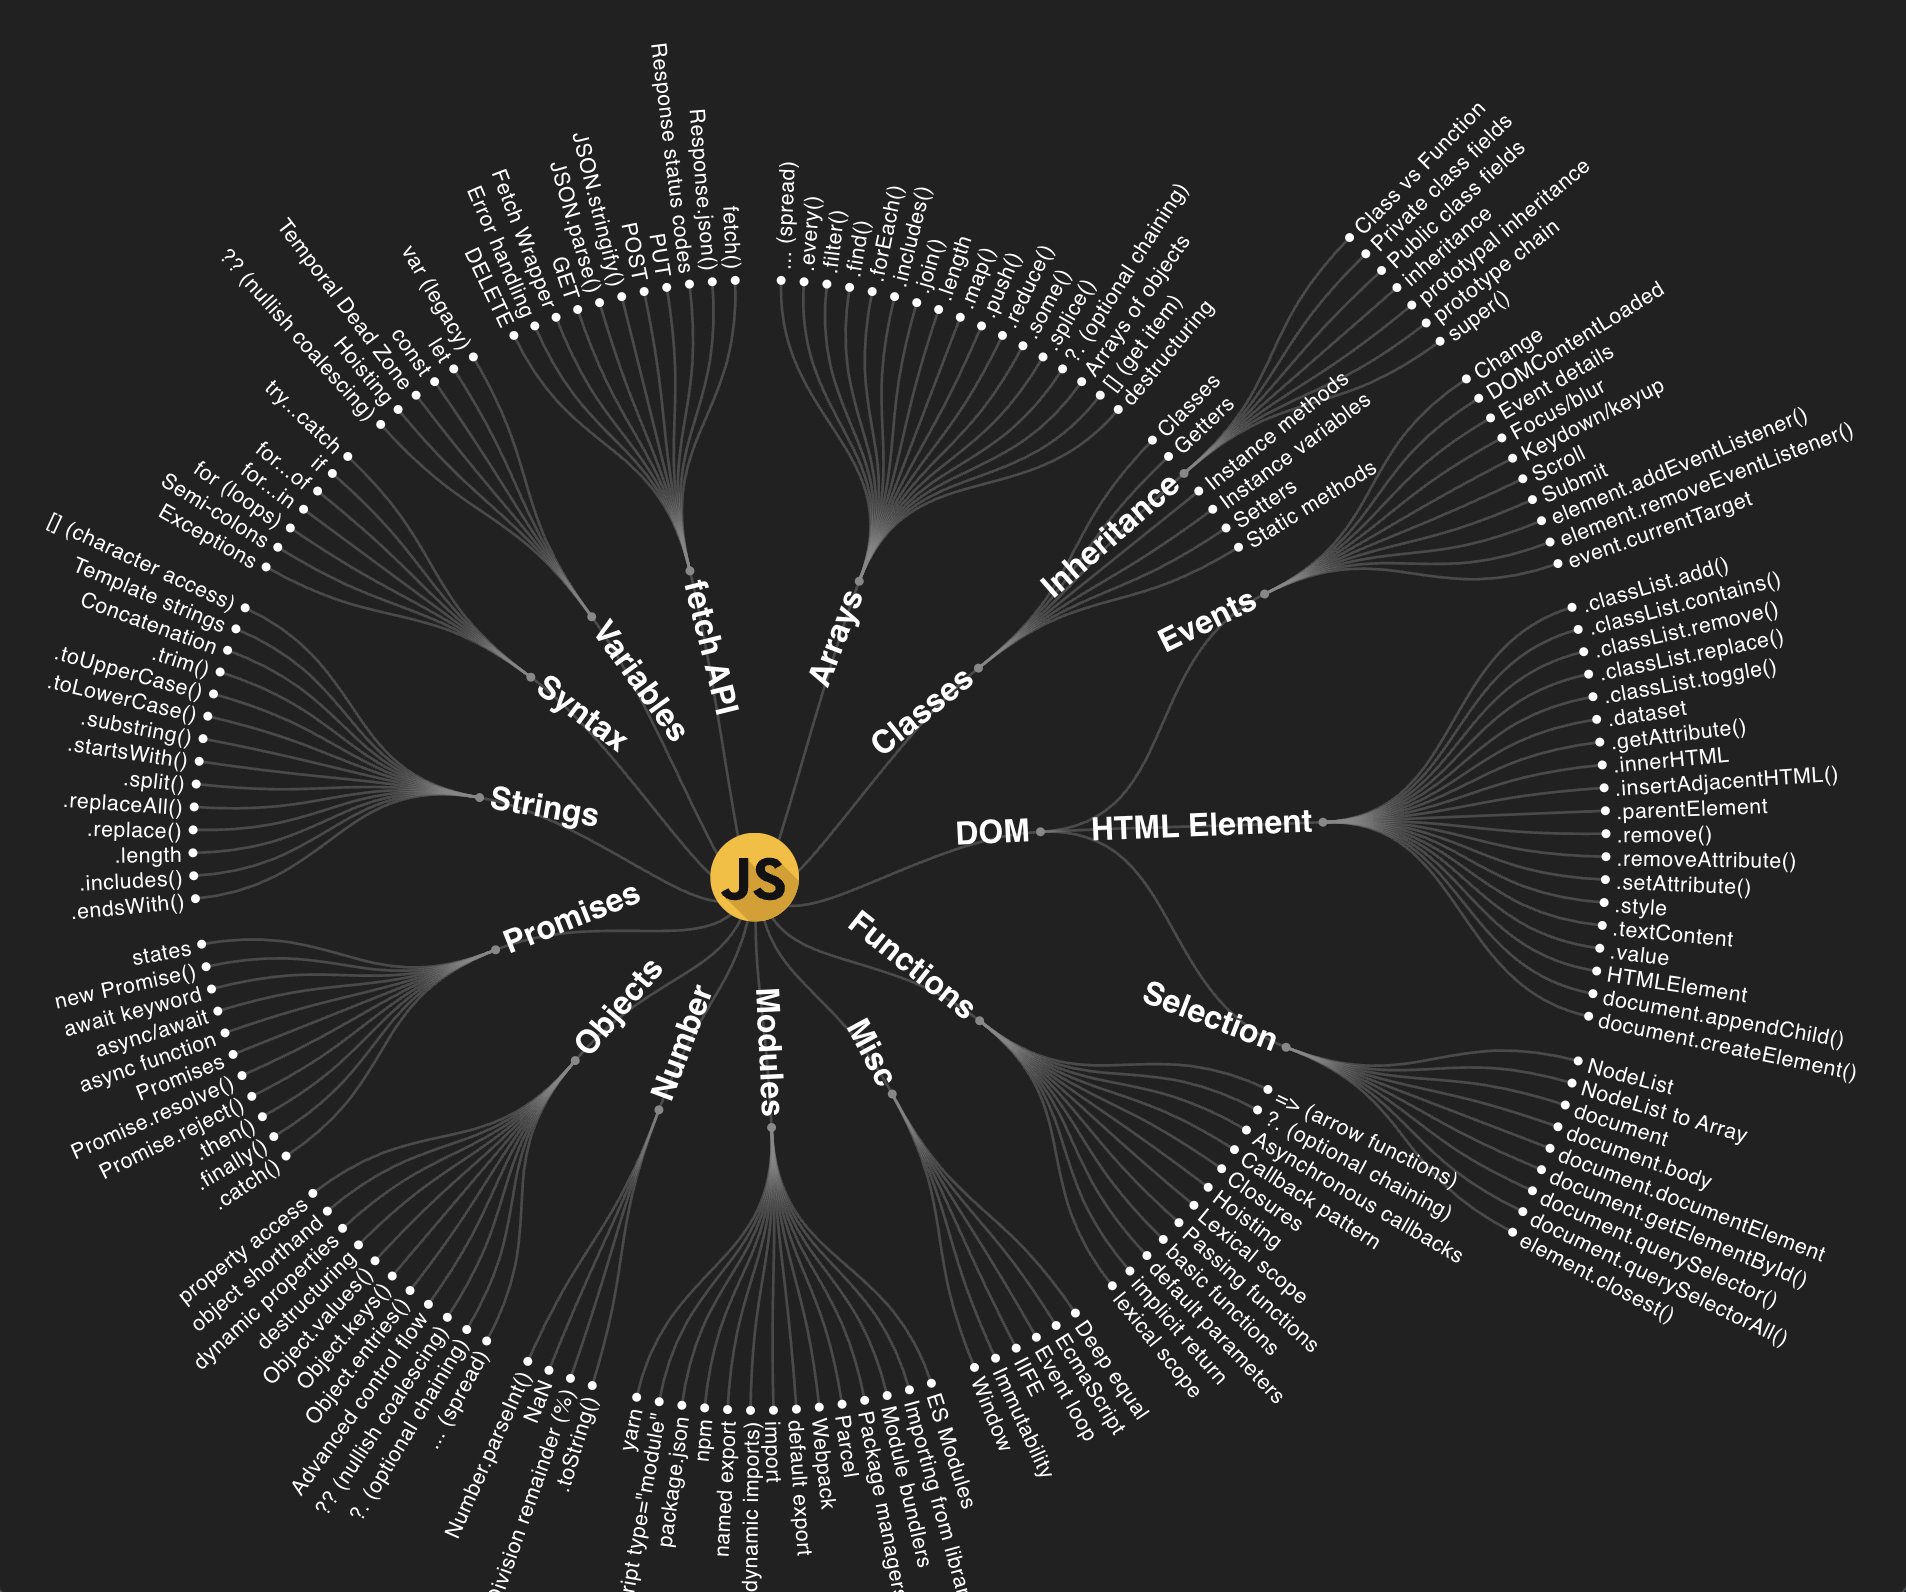 JS
fetch API
DELETE
Error handling
Fetch Wrapper
GET
JSON.parse()
JSON.stringify()
POST
PUT
Response status codes
Response.json()
fetch()
Arrays
... (spread)
.every()
.filter()
.find()
.forEach()
.includes()
.join()
.length
.map()
.push()
.reduce()
.some()
.splice()
?. (optional chaining)
Arrays of objects
[] (get item)
destructuring
Classes
Classes
Getters
Inheritance
Class vs Function
Private class fields
Public class fields
inheritance
prototypal inheritance
prototype chain
super()
Instance methods
Instance variables
Setters
Static methods
DOM
Events
Change
DOMContentLoaded
Event details
Focus/blur
Keydown/keyup
Scroll
Submit
element.addEventListener()
element.removeEventListener()
event.currentTarget
HTML Element
.classList.add()
.classList.contains()
.classList.remove()
.classList.replace()
.classList.toggle()
.dataset
.getAttribute()
.innerHTML
.insertAdjacentHTML()
.parentElement
.remove()
.removeAttribute()
.setAttribute()
.style
.textContent
.value
HTMLElement
document.appendChild()
document.createElement()
Selection
NodeList
NodeList to Array
document
document.body
document.documentElement
document.getElementById()
document.querySelector()
document.querySelectorAll()
element.closest()
Functions
=> (arrow functions)
?. (optional chaining)
Asynchronous callbacks
Callback pattern
Closures
Hoisting
Lexical scope
Passing functions
basic functions
default parameters
implicit return
lexical scope
Misc
Deep equal
EcmaScript
Event loop
IIFE
Immutability
Window
Modules
ES Modules
Importing from librar
Module bundlers
Package managers
Parcel
Webpack
default export
import
dynamic imports)
named export
npm
package.json
ript type="module"
yarn
Number
.toString()
ivision remainder (%)
NaN
Number.parseInt()
Objects
... (spread)
?. (optional chaining)
?? (nullish coalescing)
Advanced control flow
Object.entries()
Object.keys()
Object.values()
destructuring
dynamic properties
object shorthand
property access
Promises
.catch()
.finally()
.then()
Promise.reject()
Promise.resolve()
Promises
async function
async/await
await keyword
new Promise()
states
Strings
.endsWith()
.includes()
.length
.replace()
.replaceAll()
.split()
.startsWith()
.substring()
.toLowerCase()
.toUpperCase()
.trim()
Concatenation
Template strings
[] (character access)
Syntax
Exceptions
Semi-colons
for (loops)
for...in
for...of
if
try...catch
Variables
?? (nullish coalescing)
Hoisting
Temporal Dead Zone
const
let
var (legacy)